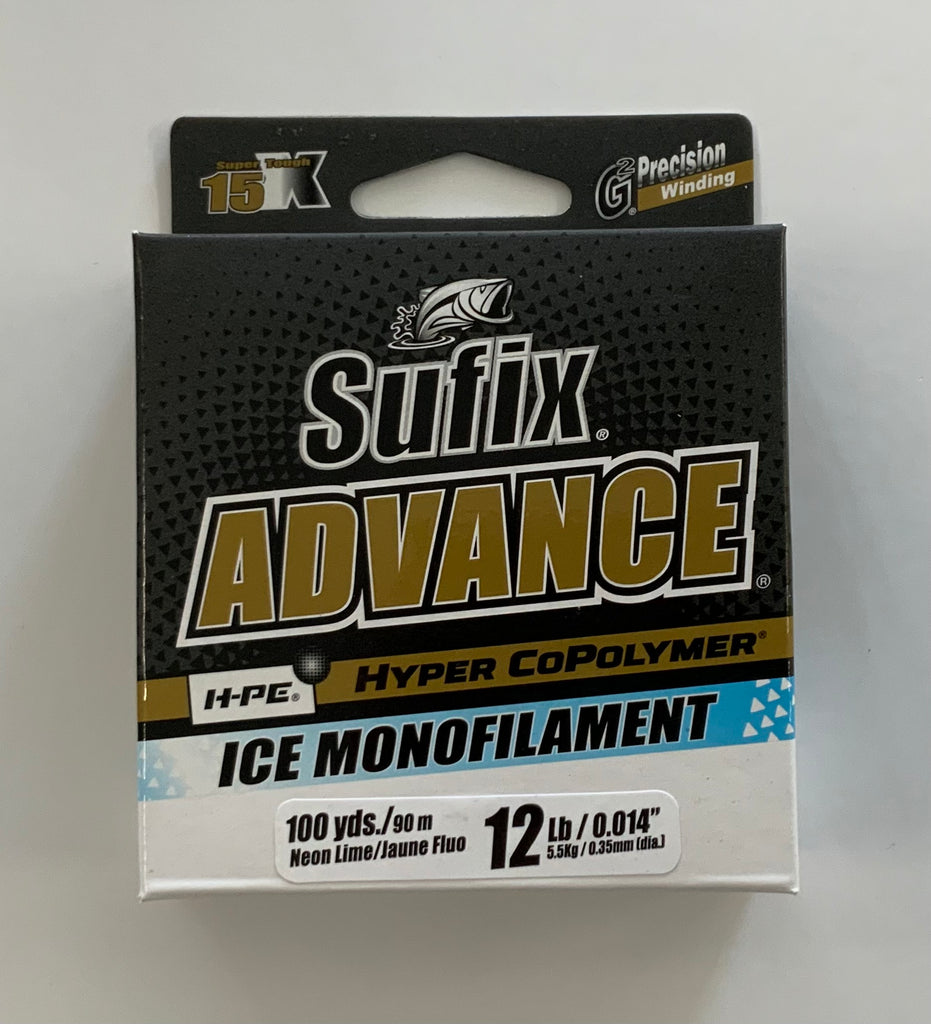 Super Tough
15X
G2® Precision
Winding
Sufix®
ADVANCE®
H-PE® HYPER COPOLYMER®
ICE MONOFILAMENT
100 yds./90 m
Neon Lime/Jaune Fluo
12 Lb / 0.014”
5.5Kg / 0.35mm (dia.)